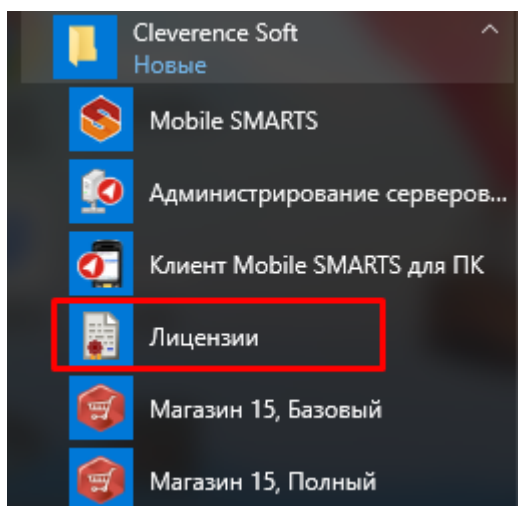 Cleverence Soft
Новые
Mobile SMARTS
Администрирование серверов...
Клиент Mobile SMARTS для ПК
Лицензии
Магазин 15, Базовый
Магазин 15, Полный